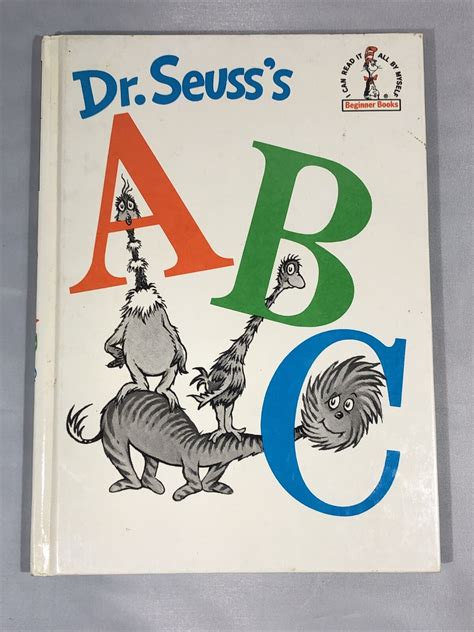 Dr. Seuss's
I CAN READ IT ALL BY MYSELF
Beginner Books
A
B
C